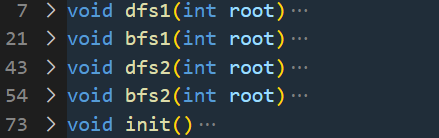 7 > void dfs1(int root)···
21 > void bfs1(int root)···
43 > void dfs2(int root)···
54 > void bfs2(int root)···
73 > void init()···